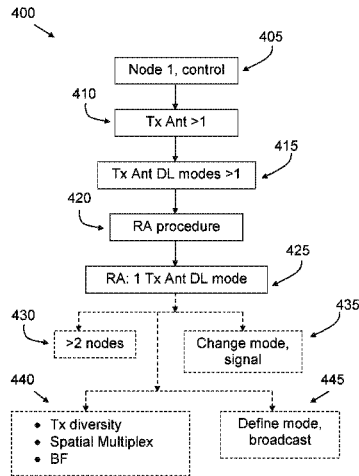 400
405
Node 1, control
410
Tx Ant >1
415
Tx Ant DL modes >1
420
RA procedure
425
RA: 1 Tx Ant DL mode
430
435
>2 nodes
Change mode,
signal
440
445
• Tx diversity
• Spatial Multiplex
• BF
Define mode,
broadcast